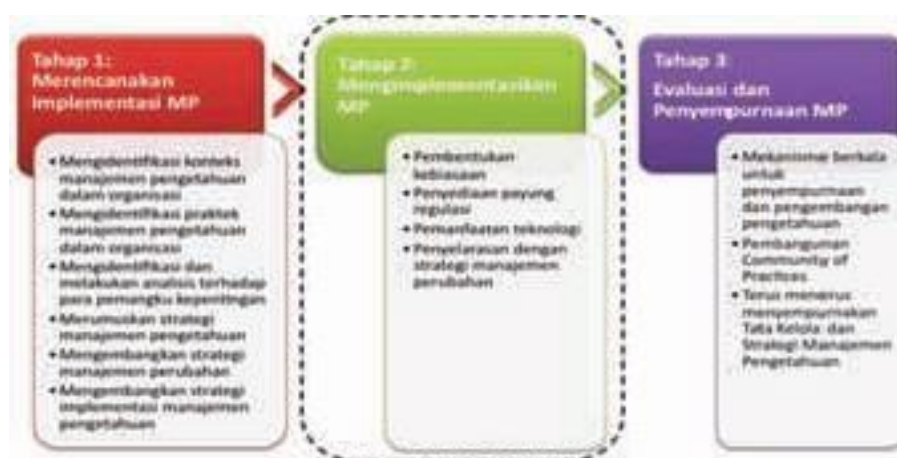 Tahap 1:
Merencanakan
Implementasi MP
• Mengidentifikasi konteks
manajemen pengetahuan
dalam organisasi
• Mengidentifikasi praktek
manajemen pengetahuan
dalam organisasi
• Mengidentifikasi dan
melakukan analisis terhadap
para pemangku kepentingan
• Merumuskan strategi
manajemen pengetahuan
• Mengembangkan strategi
manajemen perubahan
• Mengembangkan strategi
implementasi manajemen
pengetahuan
Tahap 2:
Mengimplementasikan
MP
• Pembentukan
kebiasaan
• Penyediaan payung
regulasi
• Pemanfaatan teknologi
• Penyelarasan dengan
strategi manajemen
perubahan
Tahap 3:
Evaluasi dan
Penyempurnaan MP
• Mekanisme berkala
untuk
penyempurnaan
dan pengembangan
pengetahuan
• Pembangunan
Community of
Practices
• Terus menerus
menyempurnakan
Tata Kelola dan
Strategi Manajemen
Pengetahuan